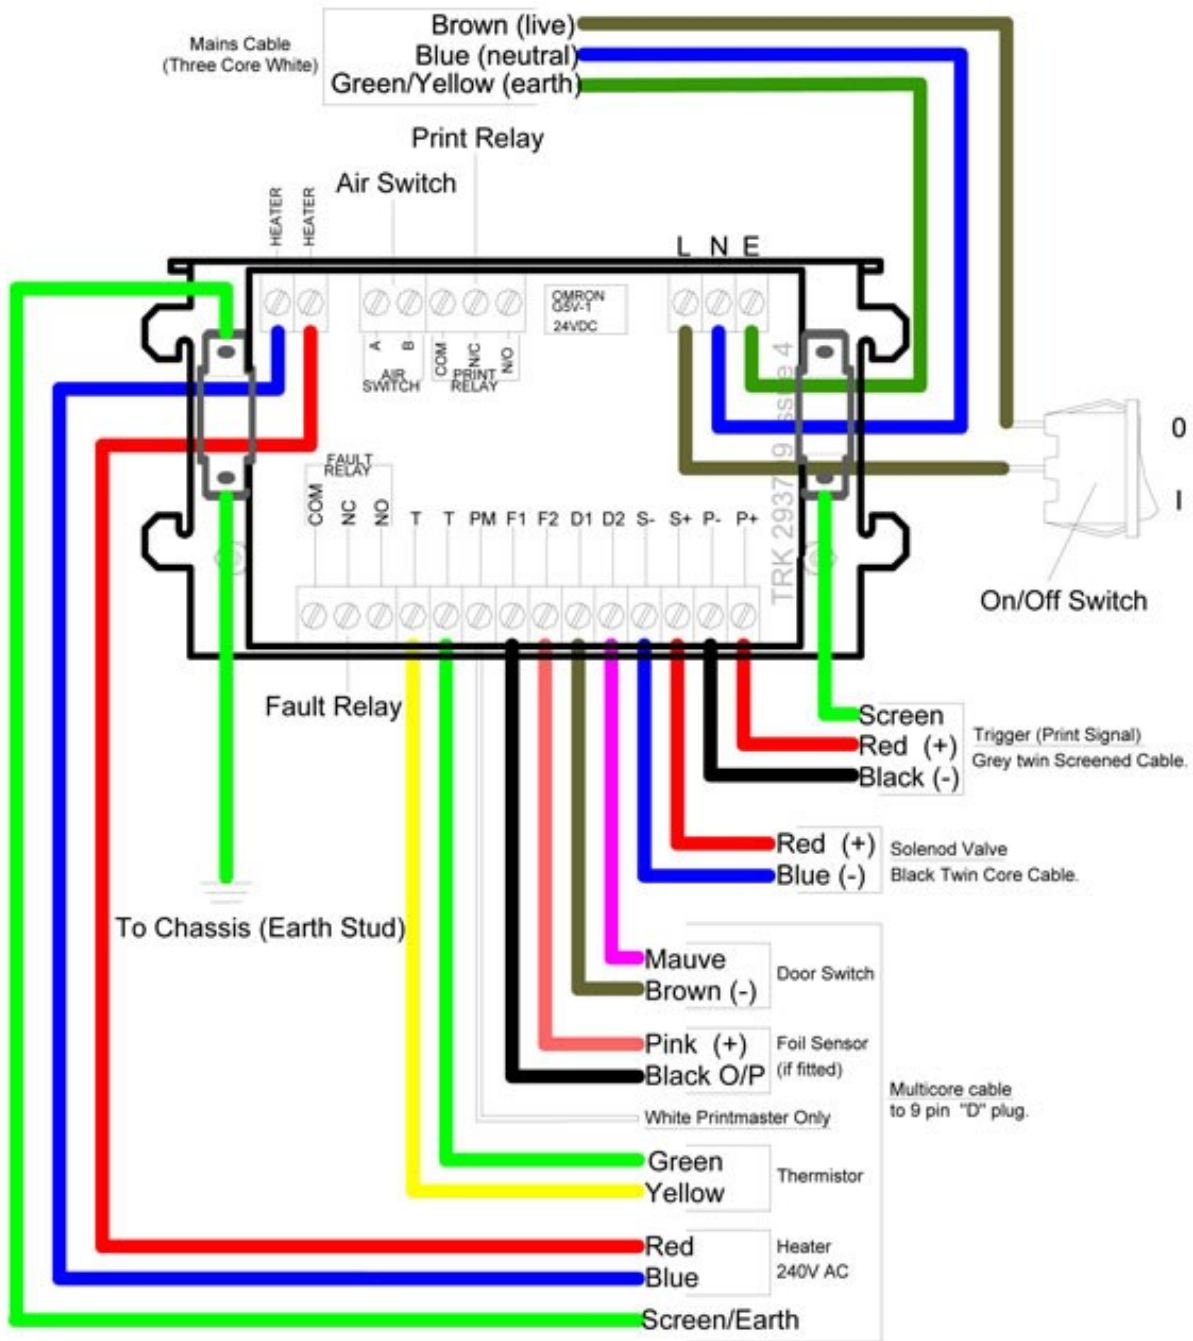 Brown (live)
Mains Cable
(Three Core White)
Blue (neutral)
Green/Yellow (earth)
Print Relay
Air Switch
HEATER
HEATER
L N E
OMRON
G5V-1
24VDC
A
B
AIR
SWITCH
COM
N/C
N/O
PRINT
RELAY
0
I
On/Off Switch
FAULT
RELAY
COM
NC
NO
T T PM F1 F2 D1 D2 S- S+ P- P+
Fault Relay
Screen
Red (+)
Black (-)
Trigger (Print Signal)
Grey twin Screened Cable.
Red (+)
Blue (-)
Solenod Valve
Black Twin Core Cable.
To Chassis (Earth Stud)
Mauve
Brown (-)
Door Switch
Pink (+)
Black O/P
Foil Sensor
(if fitted)
White Printmaster Only
Multicore cable
to 9 pin "D" plug.
Green
Yellow
Thermistor
Red
Blue
Heater
240V AC
Screen/Earth